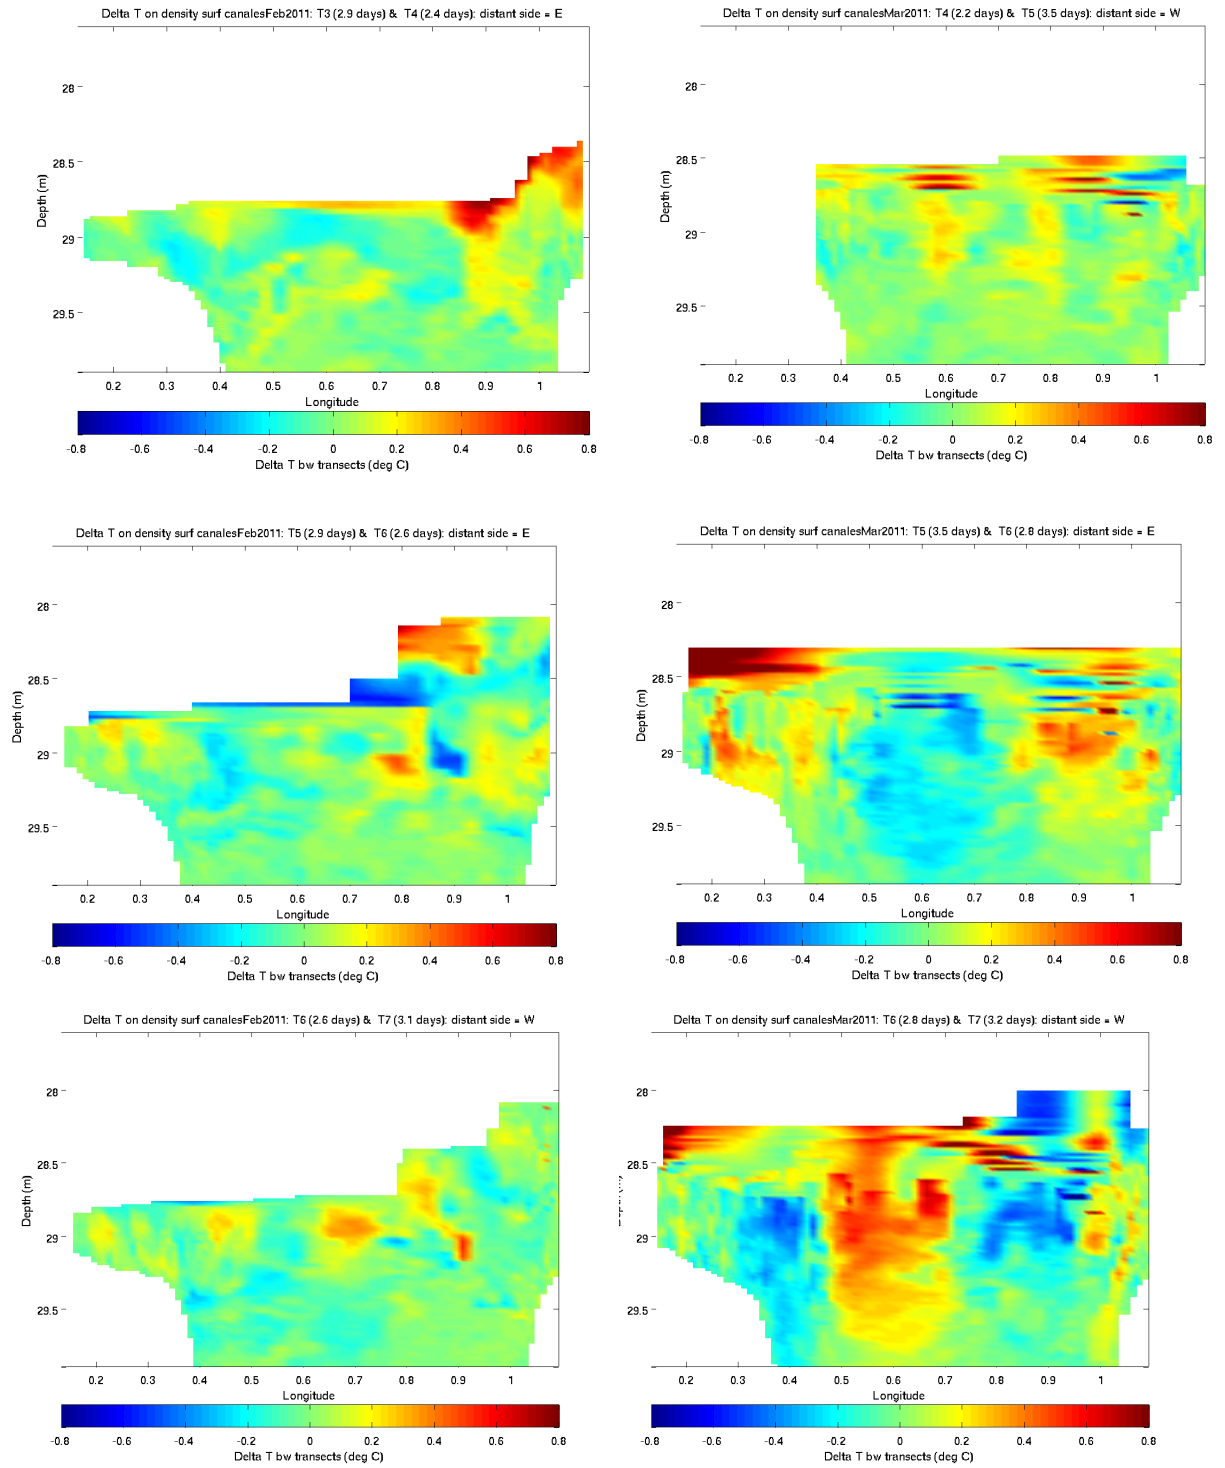 Delta T on density surf canalesFeb2011: T3 (2.9 days) & T4 (2.4 days): distant side = E
28
28.5
29
29.5
Depth (m)
0.2 0.3 0.4 0.5 0.6 0.7 0.8 0.9 1
Longitude
-0.8 -0.6 -0.4 -0.2 0 0.2 0.4 0.6 0.8
Delta T bw transects (deg C)
Delta T on density surf canalesMar2011: T4 (2.2 days) & T5 (3.5 days): distant side = W
28
28.5
29
29.5
Depth (m)
0.2 0.3 0.4 0.5 0.6 0.7 0.8 0.9 1
Longitude
-0.8 -0.6 -0.4 -0.2 0 0.2 0.4 0.6 0.8
Delta T bw transects (deg C)
Delta T on density surf canalesFeb2011: T5 (2.9 days) & T6 (2.6 days): distant side = E
28
28.5
29
29.5
Depth (m)
0.2 0.3 0.4 0.5 0.6 0.7 0.8 0.9 1
Longitude
-0.8 -0.6 -0.4 -0.2 0 0.2 0.4 0.6 0.8
Delta T bw transects (deg C)
Delta T on density surf canalesMar2011: T5 (3.5 days) & T6 (2.8 days): distant side = E
28
28.5
29
29.5
Depth (m)
0.2 0.3 0.4 0.5 0.6 0.7 0.8 0.9 1
Longitude
-0.8 -0.6 -0.4 -0.2 0 0.2 0.4 0.6 0.8
Delta T bw transects (deg C)
Delta T on density surf canalesFeb2011: T6 (2.6 days) & T7 (3.1 days): distant side = W
28
28.5
29
29.5
Depth (m)
0.2 0.3 0.4 0.5 0.6 0.7 0.8 0.9 1
Longitude
-0.8 -0.6 -0.4 -0.2 0 0.2 0.4 0.6 0.8
Delta T bw transects (deg C)
Delta T on density surf canalesMar2011: T6 (2.8 days) & T7 (3.2 days): distant side = W
28
28.5
29
29.5
0.2 0.3 0.4 0.5 0.6 0.7 0.8 0.9 1
Longitude
-0.8 -0.6 -0.4 -0.2 0 0.2 0.4 0.6 0.8
Delta T bw transects (deg C)